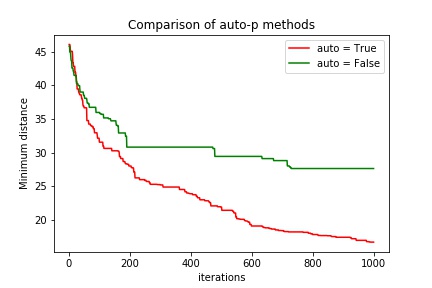 Comparison of auto-p methods
auto = True
auto = False
Minimum distance
45
40
35
30
25
20
0
200
400
600
800
1000
iterations